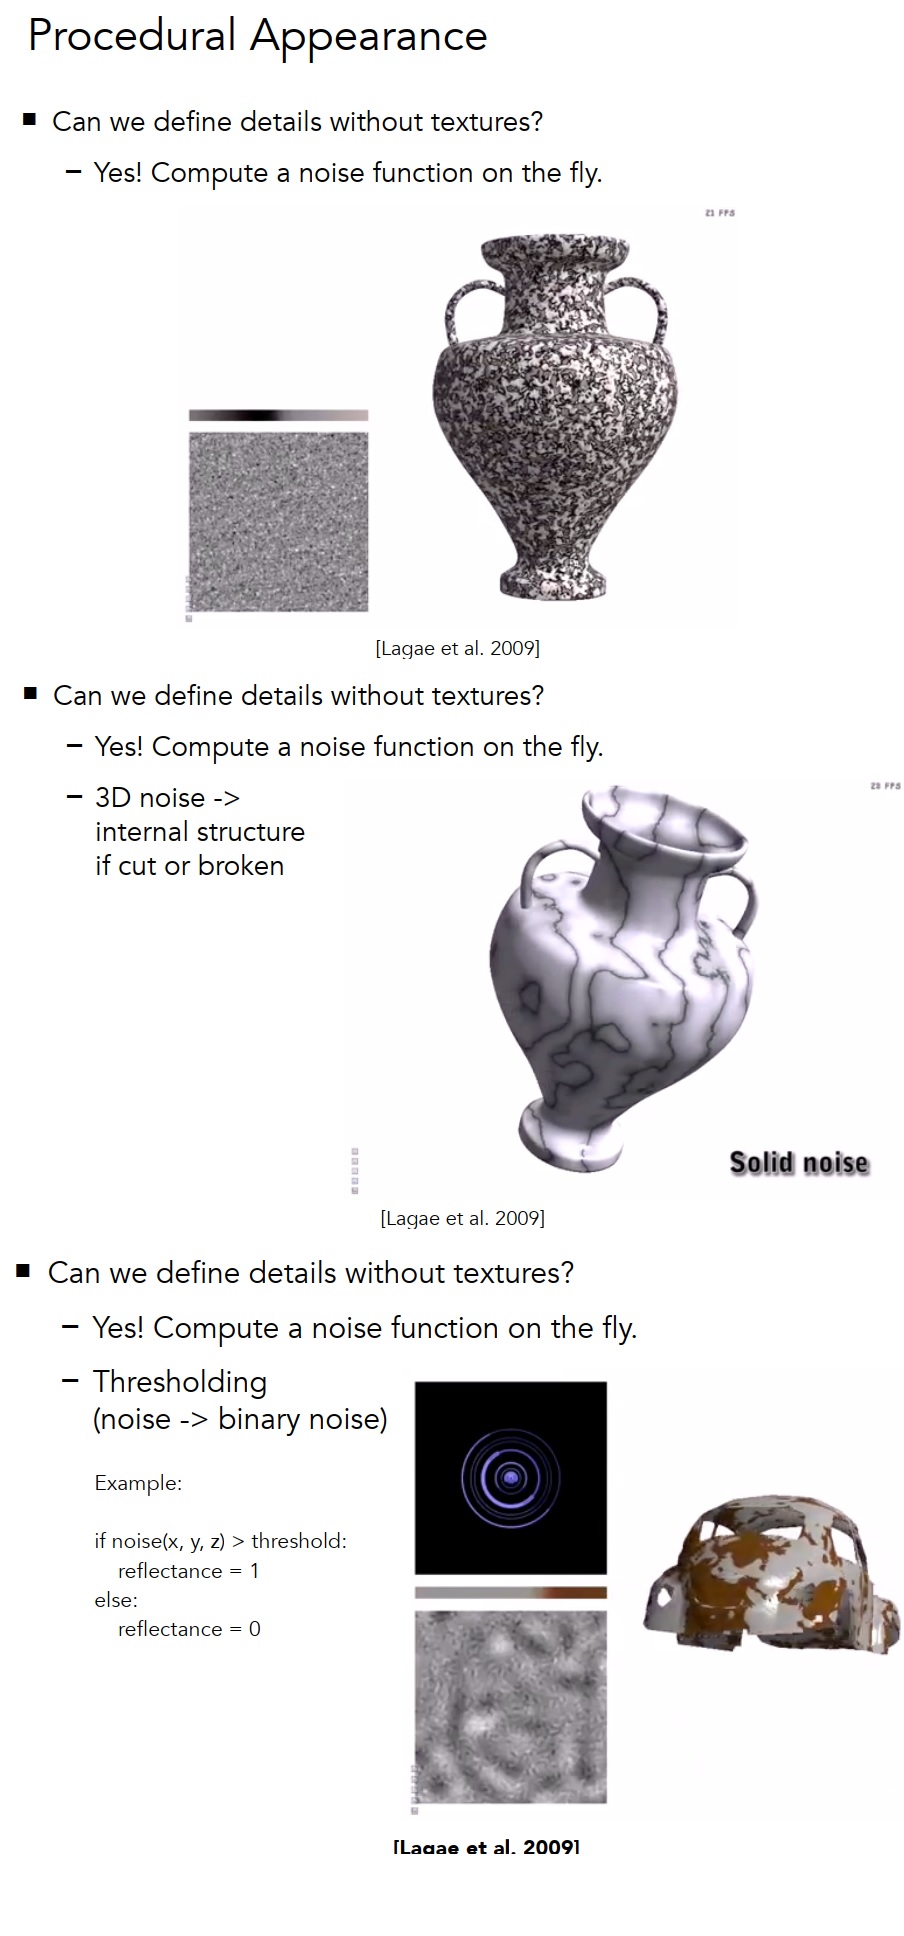 Procedural Appearance
■ Can we define details without textures?
– Yes! Compute a noise function on the fly.
21 FPS
[Lagae et al. 2009]
■ Can we define details without textures?
– Yes! Compute a noise function on the fly.
– 3D noise ->
internal structure
if cut or broken
23 FPS
Solid noise
[Lagae et al. 2009]
■ Can we define details without textures?
– Yes! Compute a noise function on the fly.
– Thresholding
(noise -> binary noise)
Example:
if noise(x, y, z) > threshold:
reflectance = 1
else:
reflectance = 0
[Lagae et al. 2009]